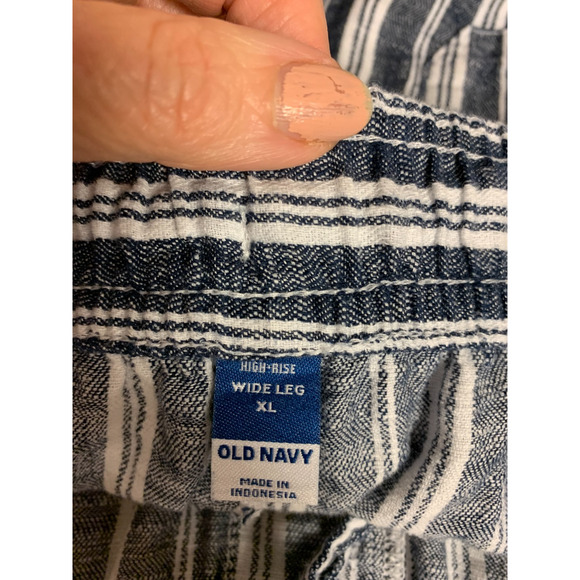 HIGH-RISE
WIDE LEG
XL
OLD NAVY
MADE IN
INDONESIA